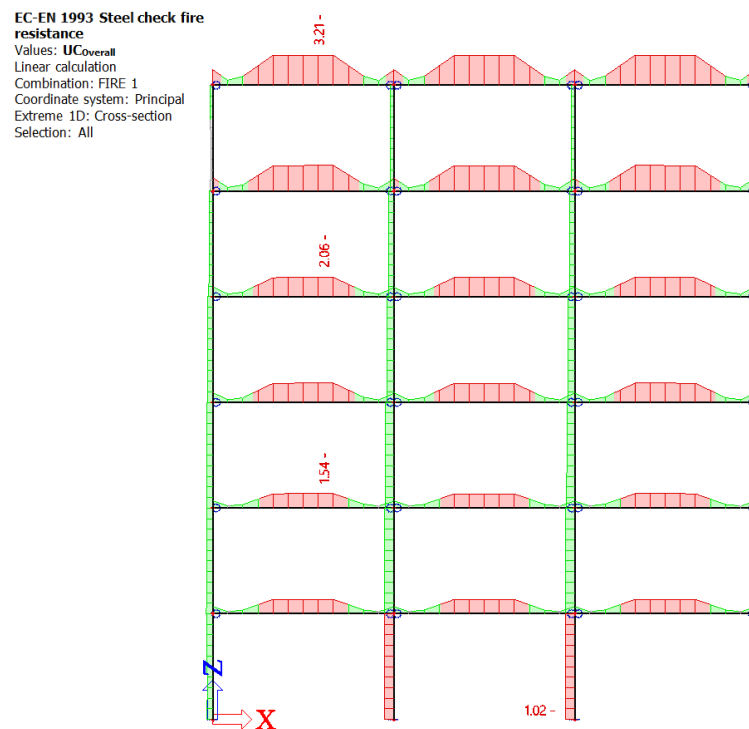 EC-EN 1993 Steel check fire
resistance
Values: UCOverall
Linear calculation
Combination: FIRE 1
Coordinate system: Principal
Extreme 1D: Cross-section
Selection: All
3.21 -
2.06 -
1.54 -
1.02 -
Z
X